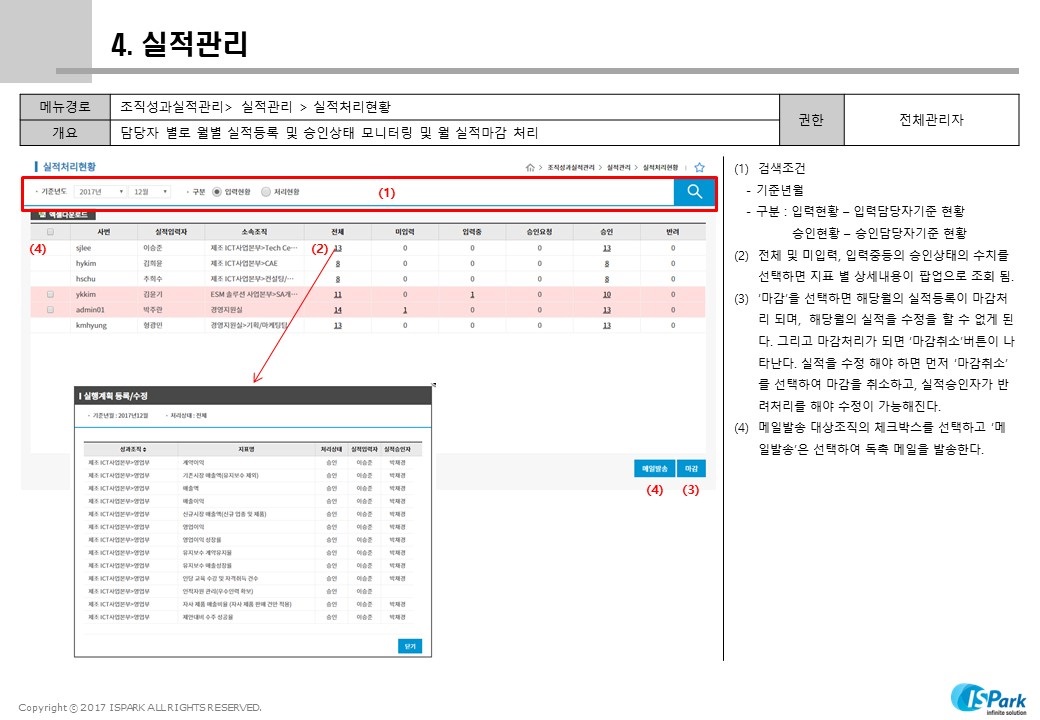 4. 실적관리
메뉴경로 조직성과실적관리> 실적관리 > 실적처리현황
개요 담당자 별로 월별 실적등록 및 승인상태 모니터링 및 월 실적마감 처리
권한 전체관리자
실적처리현황
조직성과실적관리 > 실적관리 > 실적처리현황
기준년도 2017년 12월 구분 입력현황 처리현황 (1)
엑셀다운로드
사번 실적입력자 소속조직 전체 미입력 입력중 승인요청 승인 반려
(4) sjlee 이승준 제조 ICT사업본부>Tech Ce… (2) 13 0 0 0 13 0
hykim 김희윤 제조 ICT사업본부>CAE 8 0 0 0 8 0
hschu 추희수 제조 ICT사업본부>건설팀/… 8 0 0 0 8 0
ykkim 김윤기 ESM 솔루션 사업본부>SA개… 11 0 1 0 10 0
admin01 박주란 경영지원실 14 1 0 0 13 0
kmhyung 형광민 경영지원실>기획/마케팅팀 13 0 0 0 13 0
실행계획 등록/수정
기준년월 : 2017년12월 처리상태 : 전체
성과조직 지표명 처리상태 실적입력자 실적승인자
제조 ICT사업본부>영업부 계약이익 승인 이승준 박재경
제조 ICT사업본부>영업부 기존시장 매출액(유지보수 제외) 승인 이승준 박재경
제조 ICT사업본부>영업부 매출액 승인 이승준 박재경
제조 ICT사업본부>영업부 매출이익 승인 이승준 박재경
제조 ICT사업본부>영업부 신규시장 매출액(신규 업종 및 제품) 승인 이승준 박재경
제조 ICT사업본부>영업부 영업이익 승인 이승준 박재경
제조 ICT사업본부>영업부 영업이익 성장률 승인 이승준 박재경
제조 ICT사업본부>영업부 유지보수 계약유지율 승인 이승준 박재경
제조 ICT사업본부>영업부 유지보수 매출성장률 승인 이승준 박재경
제조 ICT사업본부>영업부 인당 교육 수강 및 자격취득 건수 승인 이승준 박재경
제조 ICT사업본부>영업부 인적자원 관리(우수인력 확보) 승인 이승준
제조 ICT사업본부>영업부 자사 제품 매출비율 (자사 제품 판매 건만 적용) 승인 이승준 박재경
제조 ICT사업본부>영업부 제안대비 수주 성공률 승인 이승준 박재경
닫기
메일발송 마감
(4) (3)
(1) 검색조건
- 기준년월
- 구분 : 입력현황 – 입력담당자기준 현황
승인현황 – 승인담당자기준 현황
(2) 전체 및 미입력, 입력중등의 승인상태의 수치를
선택하면 지표 별 상세내용이 팝업으로 조회 됨.
(3) ‘마감’을 선택하면 해당월의 실적등록이 마감처
리 되며, 해당월의 실적을 수정을 할 수 없게 된
다. 그리고 마감처리가 되면 ‘마감취소’버튼이 나
타난다. 실적을 수정 해야 하면 먼저 ‘마감취소’
를 선택하여 마감을 취소하고, 실적승인자가 반
려처리를 해야 수정이 가능해진다.
(4) 메일발송 대상조직의 체크박스를 선택하고 ‘메
일발송’은 선택하여 독촉 메일을 발송한다.
Copyright ⓒ 2017 ISPARK ALL RIGHTS RESERVED.
ISPark
infinite solution